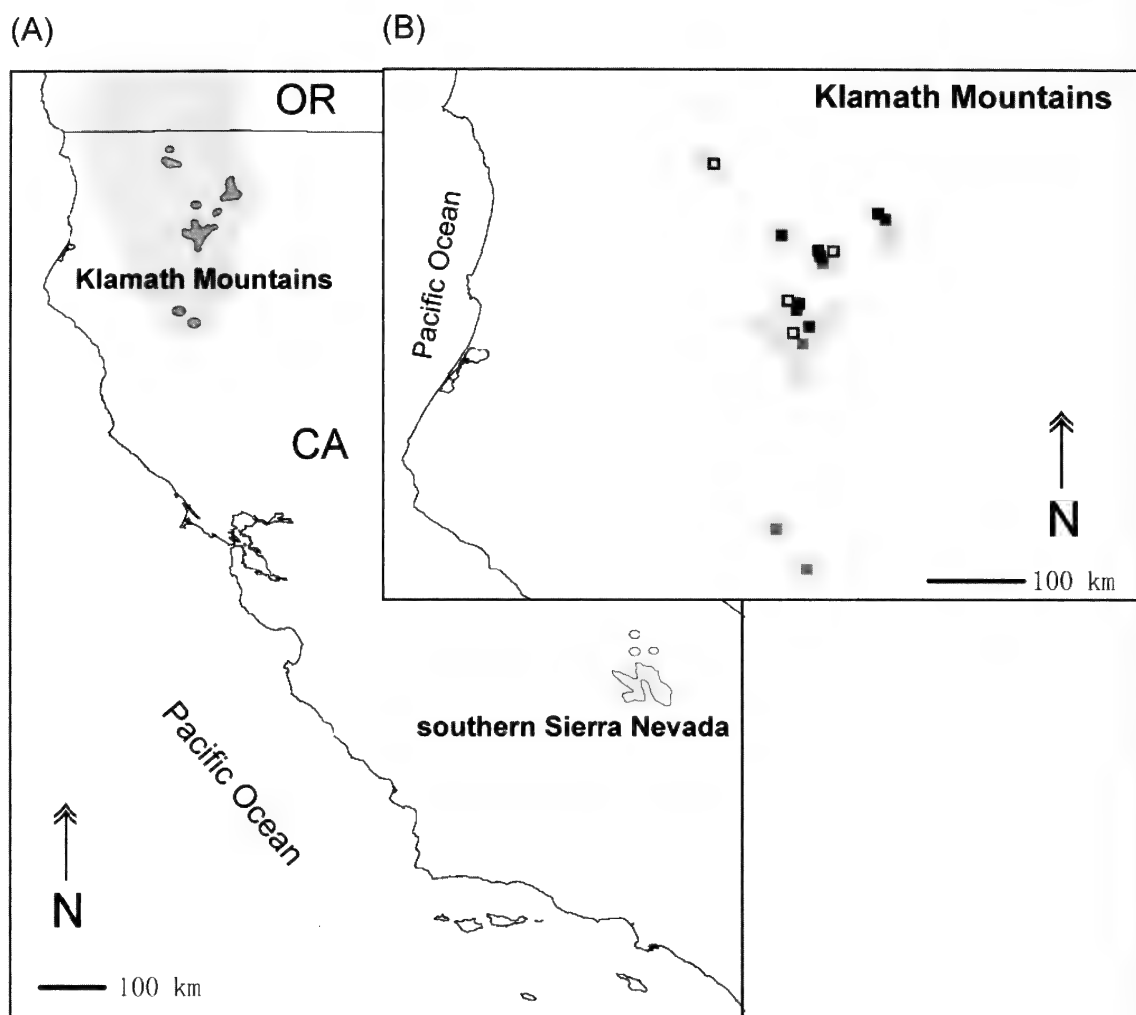 (A)
(B)
OR
Klamath Mountains
CA
southern Sierra Nevada
Pacific Ocean
N
100 km
Klamath Mountains
Pacific Ocean
N
100 km